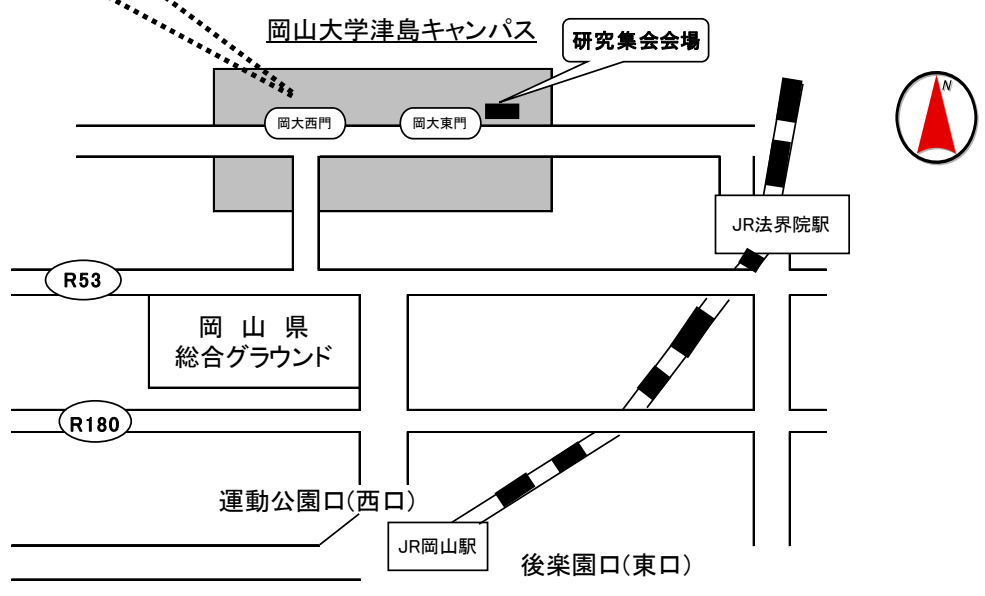 岡山大学津島キャンパス
研究集会会場
N
岡大西門
岡大東門
JR法界院駅
R53
岡 山 県
総合グラウンド
R180
運動公園口(西口)
JR岡山駅
後楽園口(東口)